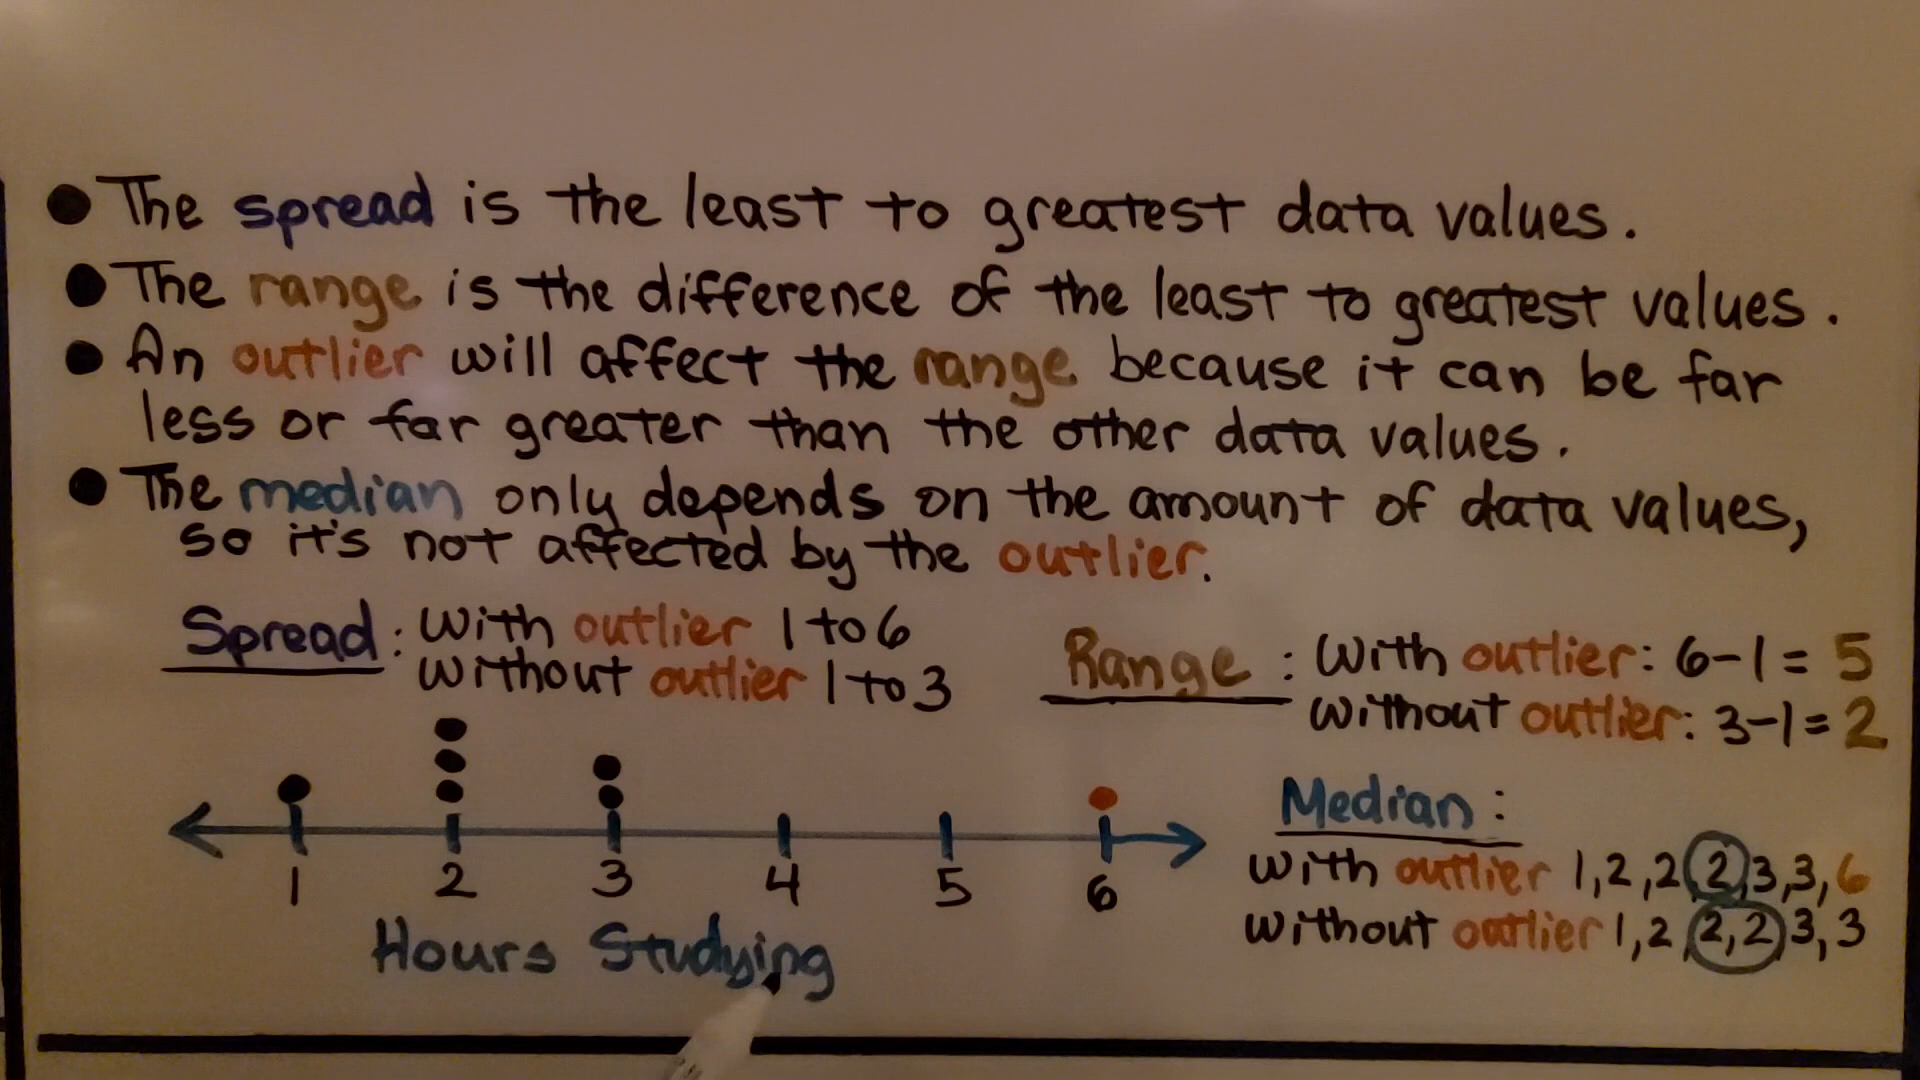 ● The spread is the least to greatest data values.
● The range is the difference of the least to greatest values.
● An outlier will affect the range because it can be far
less or far greater than the other data values.
● The median only depends on the amount of data values,
so it's not affected by the outlier.
Spread: With outlier 1 to 6
Without outlier 1 to 3
Range: With outlier: 6-1=5
Without outlier: 3-1=2
1 2 3 4 5 6
Hours Studying
Median:
With outlier 1,2,2,2,3,3,6
Without outlier 1,2,2,2,3,3